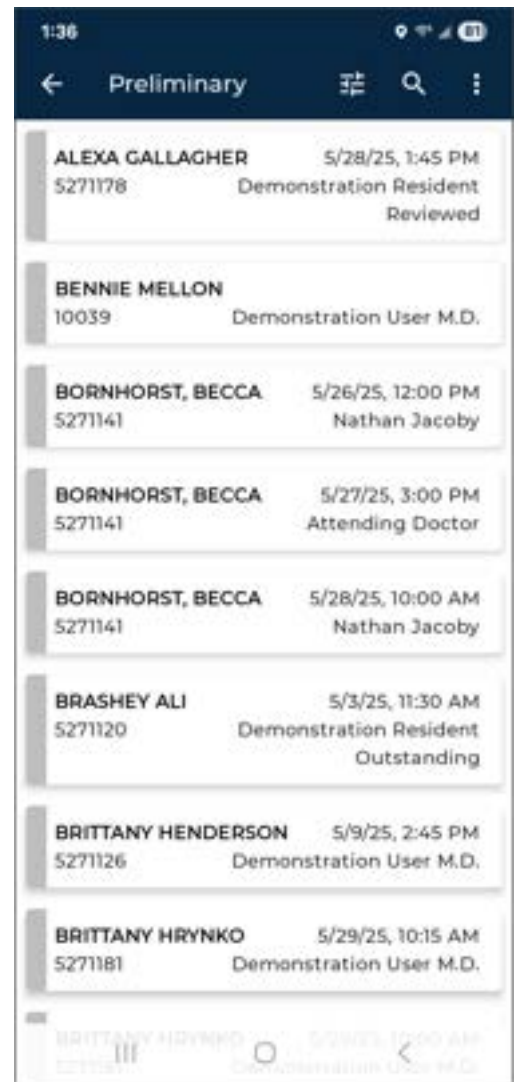 1:36 81
Preliminary
ALEXA GALLAGHER 5/28/25, 1:45 PM
5271178 Demonstration Resident
Reviewed
BENNIE MELLON
10039 Demonstration User M.D.
BORNHORST, BECCA 5/26/25, 12:00 PM
5271141 Nathan Jacoby
BORNHORST, BECCA 5/27/25, 3:00 PM
5271141 Attending Doctor
BORNHORST, BECCA 5/28/25, 10:00 AM
5271141 Nathan Jacoby
BRASHEY ALI 5/3/25, 11:30 AM
5271120 Demonstration Resident
Outstanding
BRITTANY HENDERSON 5/9/25, 2:45 PM
5271126 Demonstration User M.D.
BRITTANY HRYNKO 5/29/25, 10:15 AM
5271181 Demonstration User M.D.
BRITTANY HRYNKO